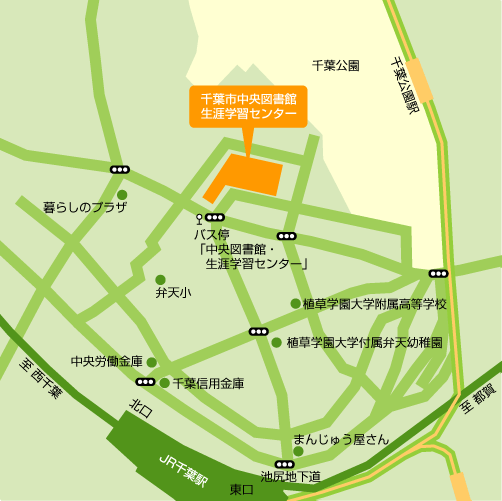 千葉公園
千葉公園駅
千葉市中央図書館
生涯学習センター
暮らしのプラザ
バス停
「中央図書館・
生涯学習センター」
弁天小
植草学園大学附属高等学校
植草学園大学付属弁天幼稚園
中央労働金庫
千葉信用金庫
至 西千葉
至 都賀
北口
まんじゅう屋さん
JR千葉駅
池尻地下道
東口